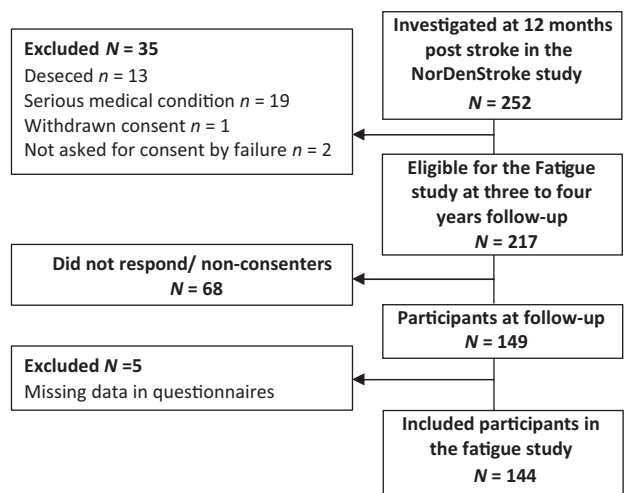 Investigated at 12 months
post stroke in the
NorDenStroke study
N = 252
Excluded N = 35
Deseced n = 13
Serious medical condition n = 19
Withdrawn consent n = 1
Not asked for consent by failure n = 2
Eligible for the Fatigue
study at three to four
years follow-up
N = 217
Did not respond/ non-consenters
N = 68
Participants at follow-up
N = 149
Excluded N =5
Missing data in questionnaires
Included participants in
the fatigue study
N = 144